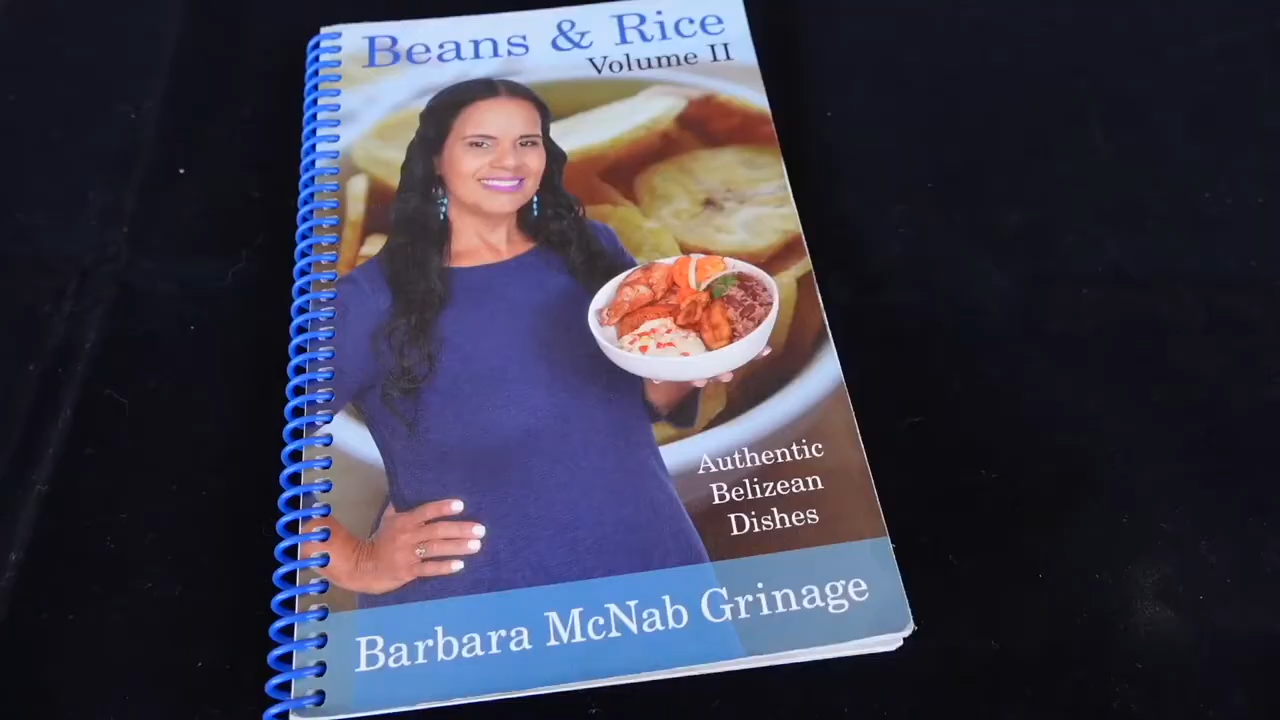 Beans & Rice
Volume II
Authentic
Belizean
Dishes
Barbara McNab Grinage